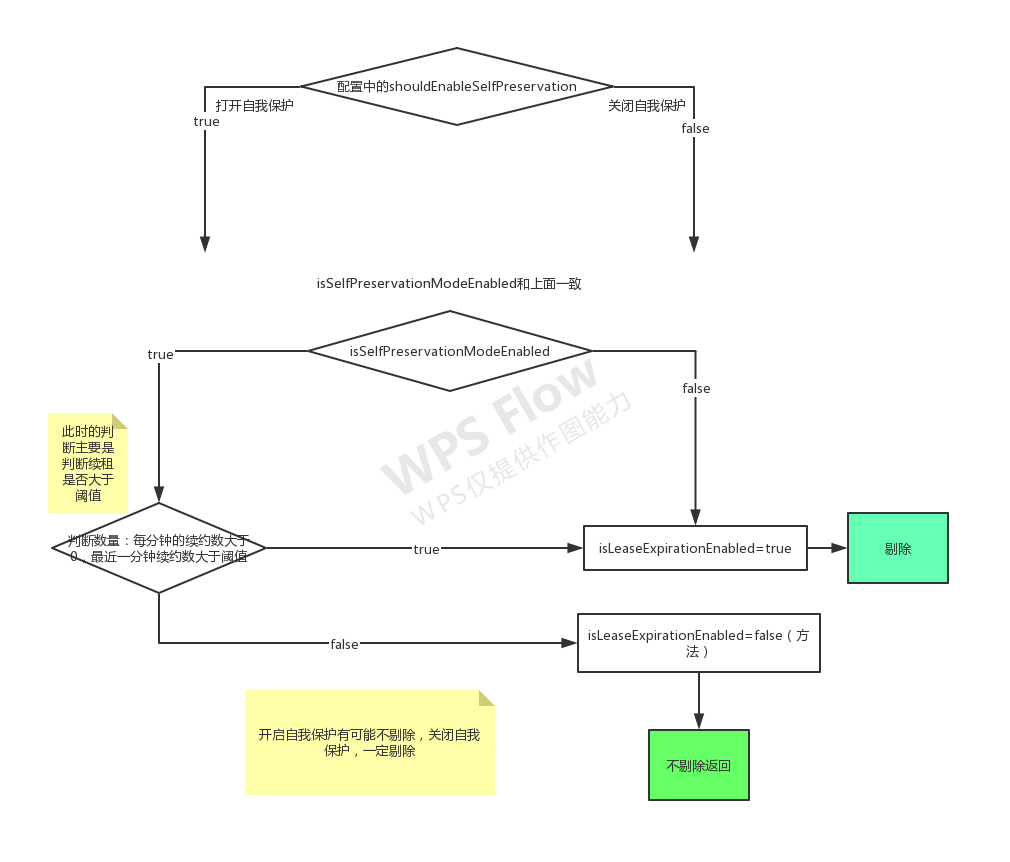 配置中的shouldEnableSelfPreservation
打开自我保护
关闭自我保护
true
false
isSelfPreservationModeEnabled和上面一致
isSelfPreservationModeEnabled
true
false
WPS Flow
WPS仅提供作图能力
此时的判
断主要是
判断续租
是否大于
阈值
判断数量：每分钟的续约数大于
0，最近一分钟续约数大于阈值
true
isLeaseExpirationEnabled=true
剔除
false
isLeaseExpirationEnabled=false（方
法）
开启自我保护有可能不剔除，关闭自我
保护，一定剔除
不剔除返回